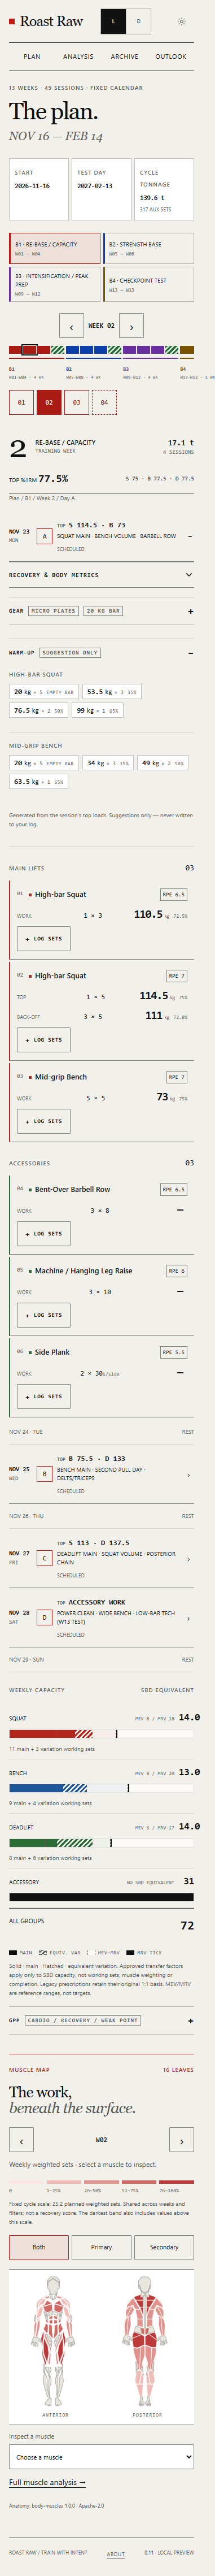 Roast Raw L D
PLAN ANALYSIS ARCHIVE OUTLOOK
13 WEEKS · 49 SESSIONS · FIXED CALENDAR
The plan.
NOV 16 — FEB 14
START
2026-11-16
TEST DAY
2027-02-13
CYCLE TONNAGE
139.6 t
217 AUX SETS
B1 · RE-BASE / CAPACITY
W01 — W04
B2 · STRENGTH BASE
W05 — W08
B3 · INTENSIFICATION / PEAK PREP
W09 — W12
B4 · CHECKPOINT TEST
W13 — W13
‹ WEEK 02 ›
B1 B2 B3 B4
01 02 03 04
2 RE-BASE / CAPACITY 17.1 t
TRAINING WEEK 4 SESSIONS
TOP %1RM 77.5% S 75 · B 77.5 · D 77.5
Plan / B1 / Week 2 / Day A
NOV 23
MON
A
TOP S 114.5 · B 73
SQUAT MAIN · BENCH VOLUME · BARBELL ROW
SCHEDULED
−
RECOVERY & BODY METRICS
GEAR MICRO PLATES 20 KG BAR +
WARM-UP SUGGESTION ONLY −
HIGH-BAR SQUAT
20 kg × 5 EMPTY BAR 53.5 kg × 3 35%
76.5 kg × 2 50% 99 kg × 1 65%
MID-GRIP BENCH
20 kg × 5 EMPTY BAR 34 kg × 3 35% 49 kg × 2 50%
63.5 kg × 1 65%
Generated from the session's top loads. Suggestions only — never written
to your log.
MAIN LIFTS 03
01 High-bar Squat RPE 6.5
WORK 1 × 3 110.5 kg 72.5%
+ LOG SETS
02 High-bar Squat RPE 7
TOP 1 × 5 114.5 kg 75%
BACK-OFF 3 × 5 111 kg 72.8%
+ LOG SETS
03 Mid-grip Bench RPE 7
WORK 5 × 5 73 kg 65%
+ LOG SETS
ACCESSORIES 03
04 Bent-Over Barbell Row RPE 6.5
WORK 3 × 8 —
+ LOG SETS
05 Machine / Hanging Leg Raise RPE 6
WORK 3 × 10 —
+ LOG SETS
06 Side Plank RPE 5.5
WORK 2 × 30s/side —
+ LOG SETS
NOV 24 · TUE REST
NOV 25
WED
B
TOP B 75.5 · D 133
BENCH MAIN · SECOND PULL DAY ·
DELTS/TRICEPS
SCHEDULED
›
NOV 26 · THU REST
NOV 27
FRI
C
TOP S 113 · D 137.5
DEADLIFT MAIN · SQUAT VOLUME · POSTERIOR
CHAIN
SCHEDULED
›
NOV 28
SAT
D
TOP ACCESSORY WORK
POWER CLEAN · WIDE BENCH · LOW-BAR TECH
(W13 TEST)
SCHEDULED
›
NOV 29 · SUN REST
WEEKLY CAPACITY SBD EQUIVALENT
SQUAT MEV 8 / MRV 18 14.0
11 main + 3 variation working sets
BENCH MEV 8 / MRV 20 13.0
9 main + 4 variation working sets
DEADLIFT MEV 6 / MRV 17 14.0
8 main + 6 variation working sets
ACCESSORY NO SBD EQUIVALENT 31
ALL GROUPS 72
MAIN EQUIV. VAR MEV–MRV MRV TICK
Solid · main Hatched · equivalent variation. Approved transfer factors
apply to SBD capacity, not working sets, muscle weighting or
completion. Legacy prescriptions retain their original 1:1 basis. MEV/MRV
are reference ranges, not targets.
GPP CARDIO / RECOVERY / WEAK POINT +
MUSCLE MAP 16 LEAVES
The work,
beneath the surface.
‹ W02 ›
Weekly weighted sets · select a muscle to inspect.
0 1–25% 26–50% 51–75% 76–100%
Fixed cycle scale: 25.2 planned weighted sets. Shared across weeks and
filters; not a recovery score. The darkest band also includes values above
this scale.
Both Primary Secondary
ANTERIOR POSTERIOR
Inspect a muscle
Choose a muscle
Full muscle analysis →
Anatomy: body-muscles 1.0.0 · Apache-2.0
ROAST RAW / TRAIN WITH INTENT ABOUT 0.11 · LOCAL PREVIEW